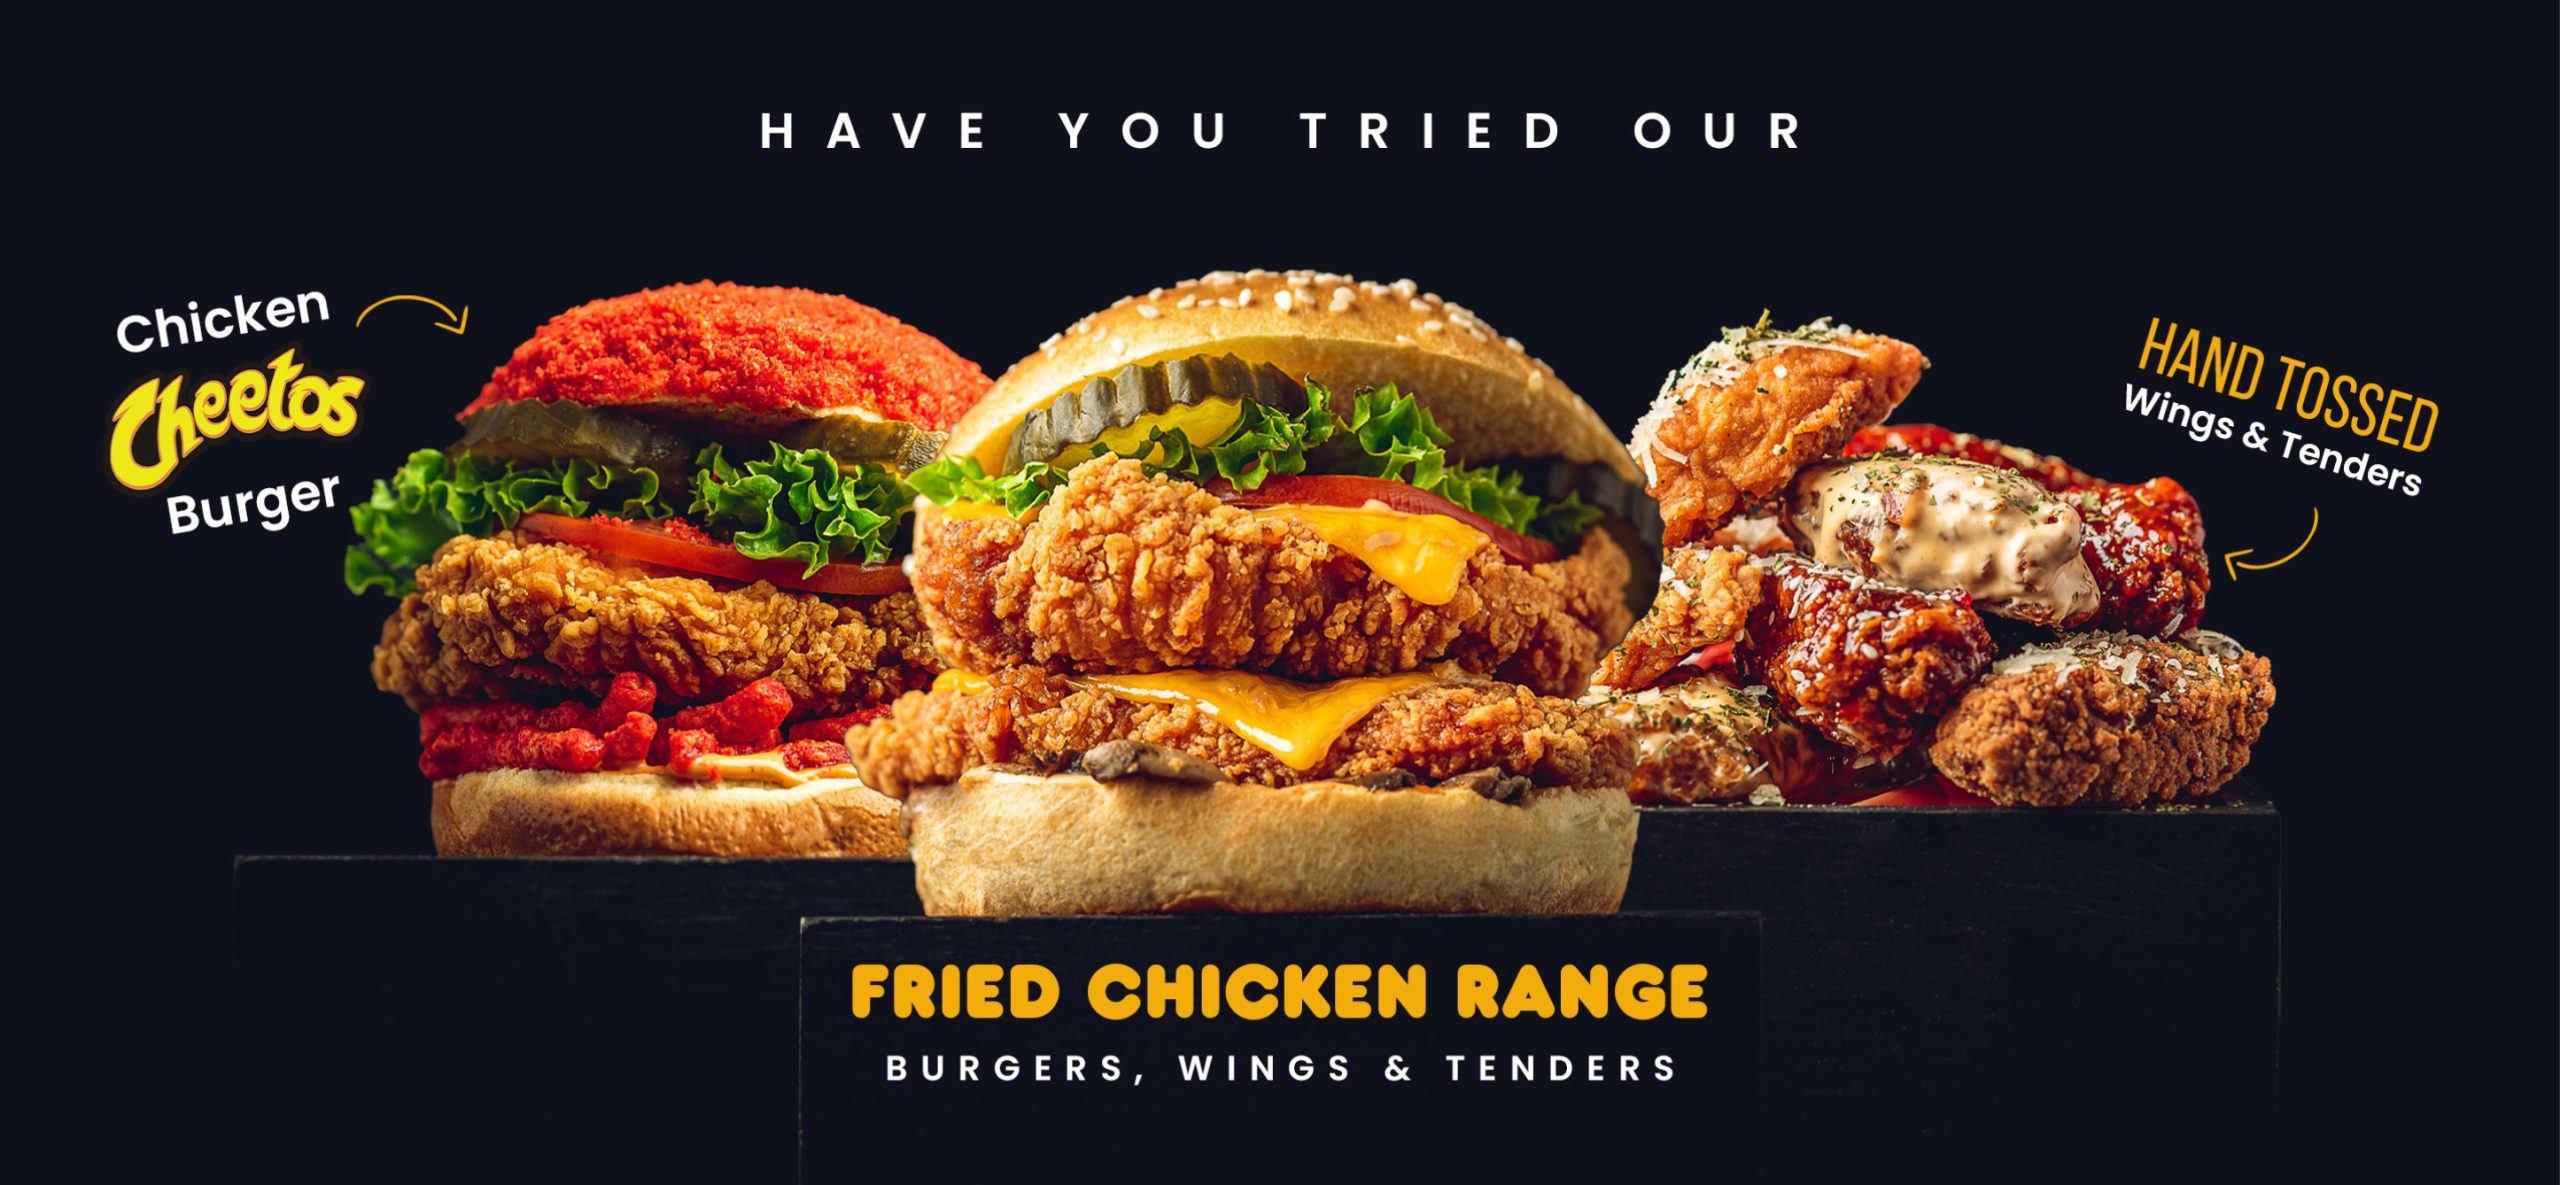 HAVE YOU TRIED OUR
Chicken
Cheetos
Burger
HAND TOSSED
Wings & Tenders
FRIED CHICKEN RANGE
BURGERS, WINGS & TENDERS